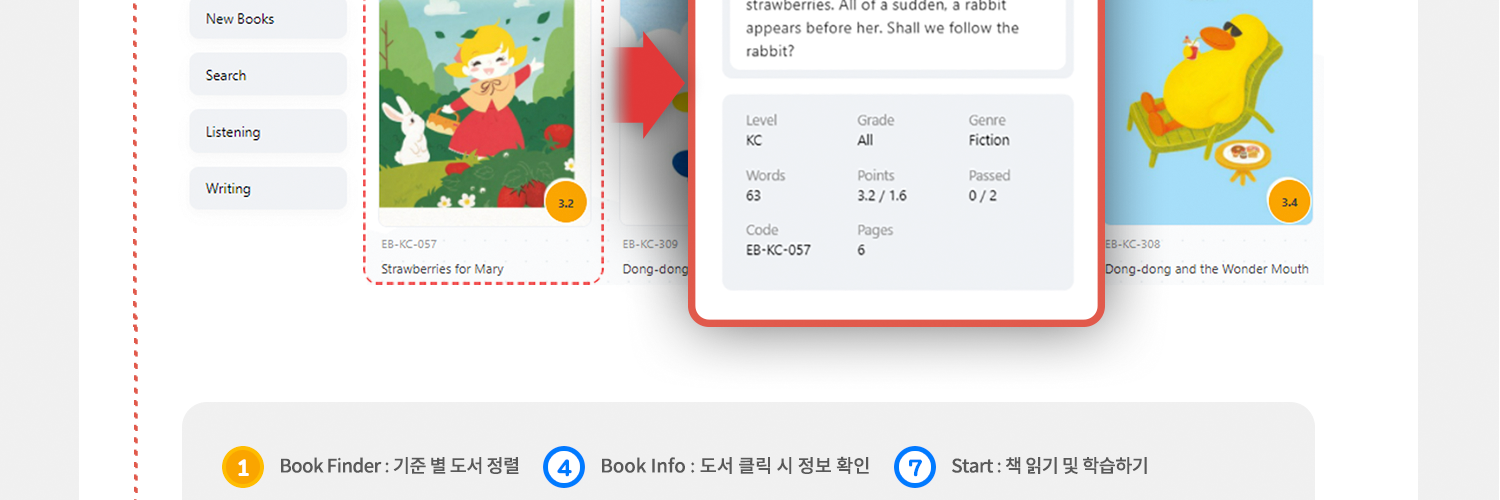 New Books
Search
Listening
Writing
3.2
EB-KC-057
Strawberries for Mary
EB-KC-309
Dong-dong
strawberries. All of a sudden, a rabbit
appears before her. Shall we follow the
rabbit?
Level
KC
Grade
All
Genre
Fiction
Words
63
Points
3.2 / 1.6
Passed
0 / 2
Code
EB-KC-057
Pages
6
3.4
EB-KC-308
Dong-dong and the Wonder Mouth
1 Book Finder : 기준 별 도서 정렬
4 Book Info : 도서 클릭 시 정보 확인
7 Start : 책 읽기 및 학습하기